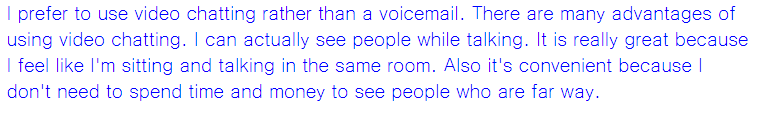 I prefer to use video chatting rather than a voicemail. There are many advantages of
using video chatting. I can actually see people while talking. It is really great because
I feel like I'm sitting and talking in the same room. Also it's convenient because I
don't need to spend time and money to see people who are far way.